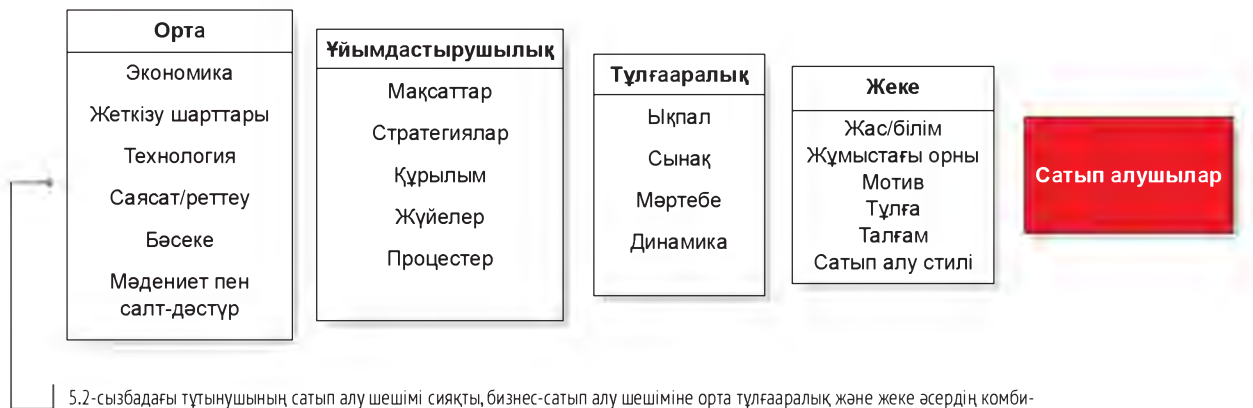 Орта
Экономика
Жеткізу шарттары
Технология
Саясат/реттеу
Бәсеке
Мәдениет пен
салт-дәстүр
Ұйымдастырушылық
Мақсаттар
Стратегиялар
Құрылым
Жүйелер
Процестер
Тұлғааралық
Ықпал
Сынақ
Мәртебе
Динамика
Жеке
Жас/білім
Жұмыстағы орны
Мотив
Тұлға
Талғам
Сатып алу стилі
Сатып алушылар
5.2-сызбадағы тұтынушының сатып алу шешімі сияқты, бизнес-сатып алу шешіміне орта тұлғааралық және жеке әсердің комби-